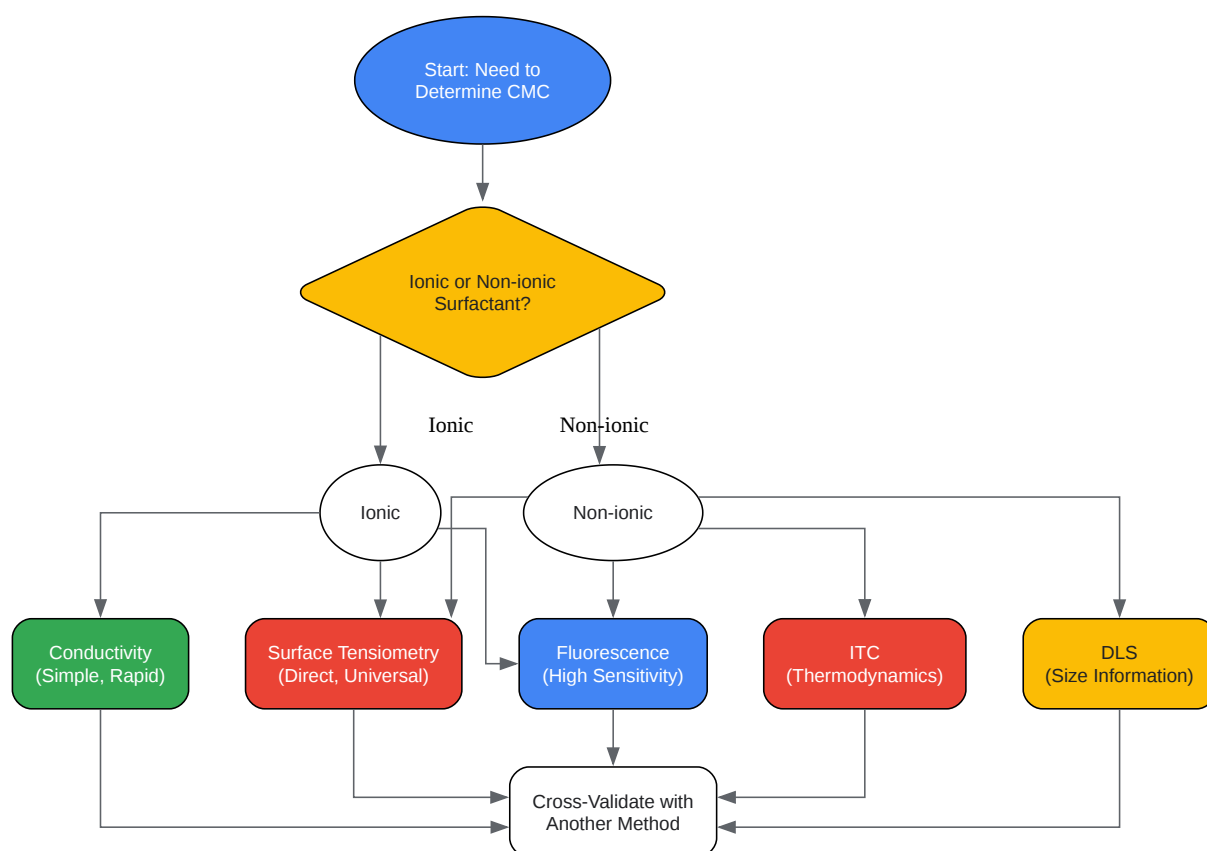 Start: Need to
Determine CMC
Ionic or Non-ionic
Surfactant?
Ionic
Non-ionic
Ionic
Non-ionic
Conductivity
(Simple, Rapid)
Surface Tensiometry
(Direct, Universal)
Fluorescence
(High Sensitivity)
ITC
(Thermodynamics)
DLS
(Size Information)
Cross-Validate with
Another Method